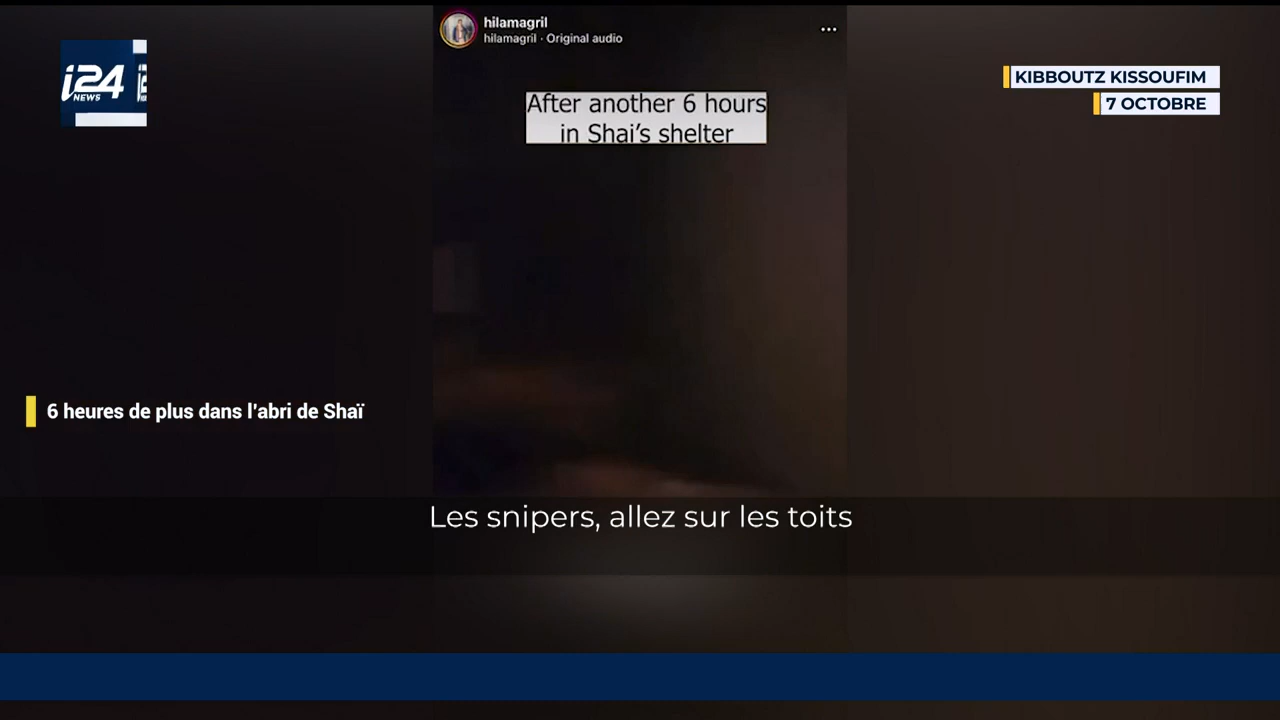 i24
NEWS
hilamagril
hilamagril · Original audio
KIBBOUTZ KISSOUFIM
7 OCTOBRE
After another 6 hours
in Shai's shelter
6 heures de plus dans l'abri de Shaï
Les snipers, allez sur les toits